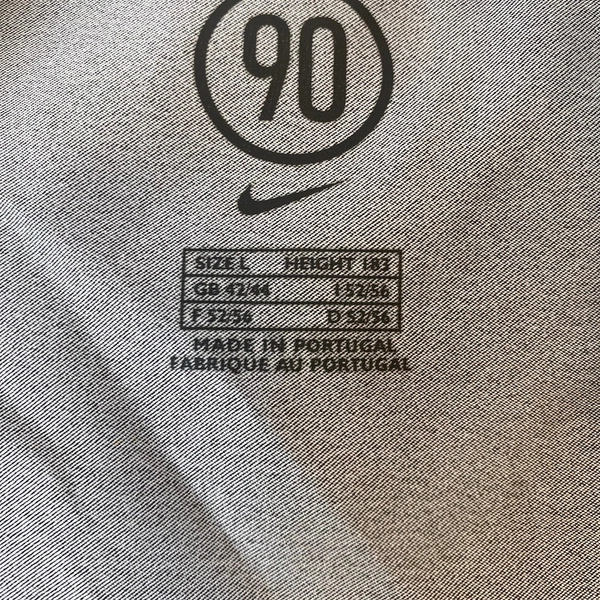 90
SIZE L HEIGHT 183
GB 42/44 I 52/56
F 52/56 D 52/56
MADE IN PORTUGAL
FABRIQUE AU PORTUGAL